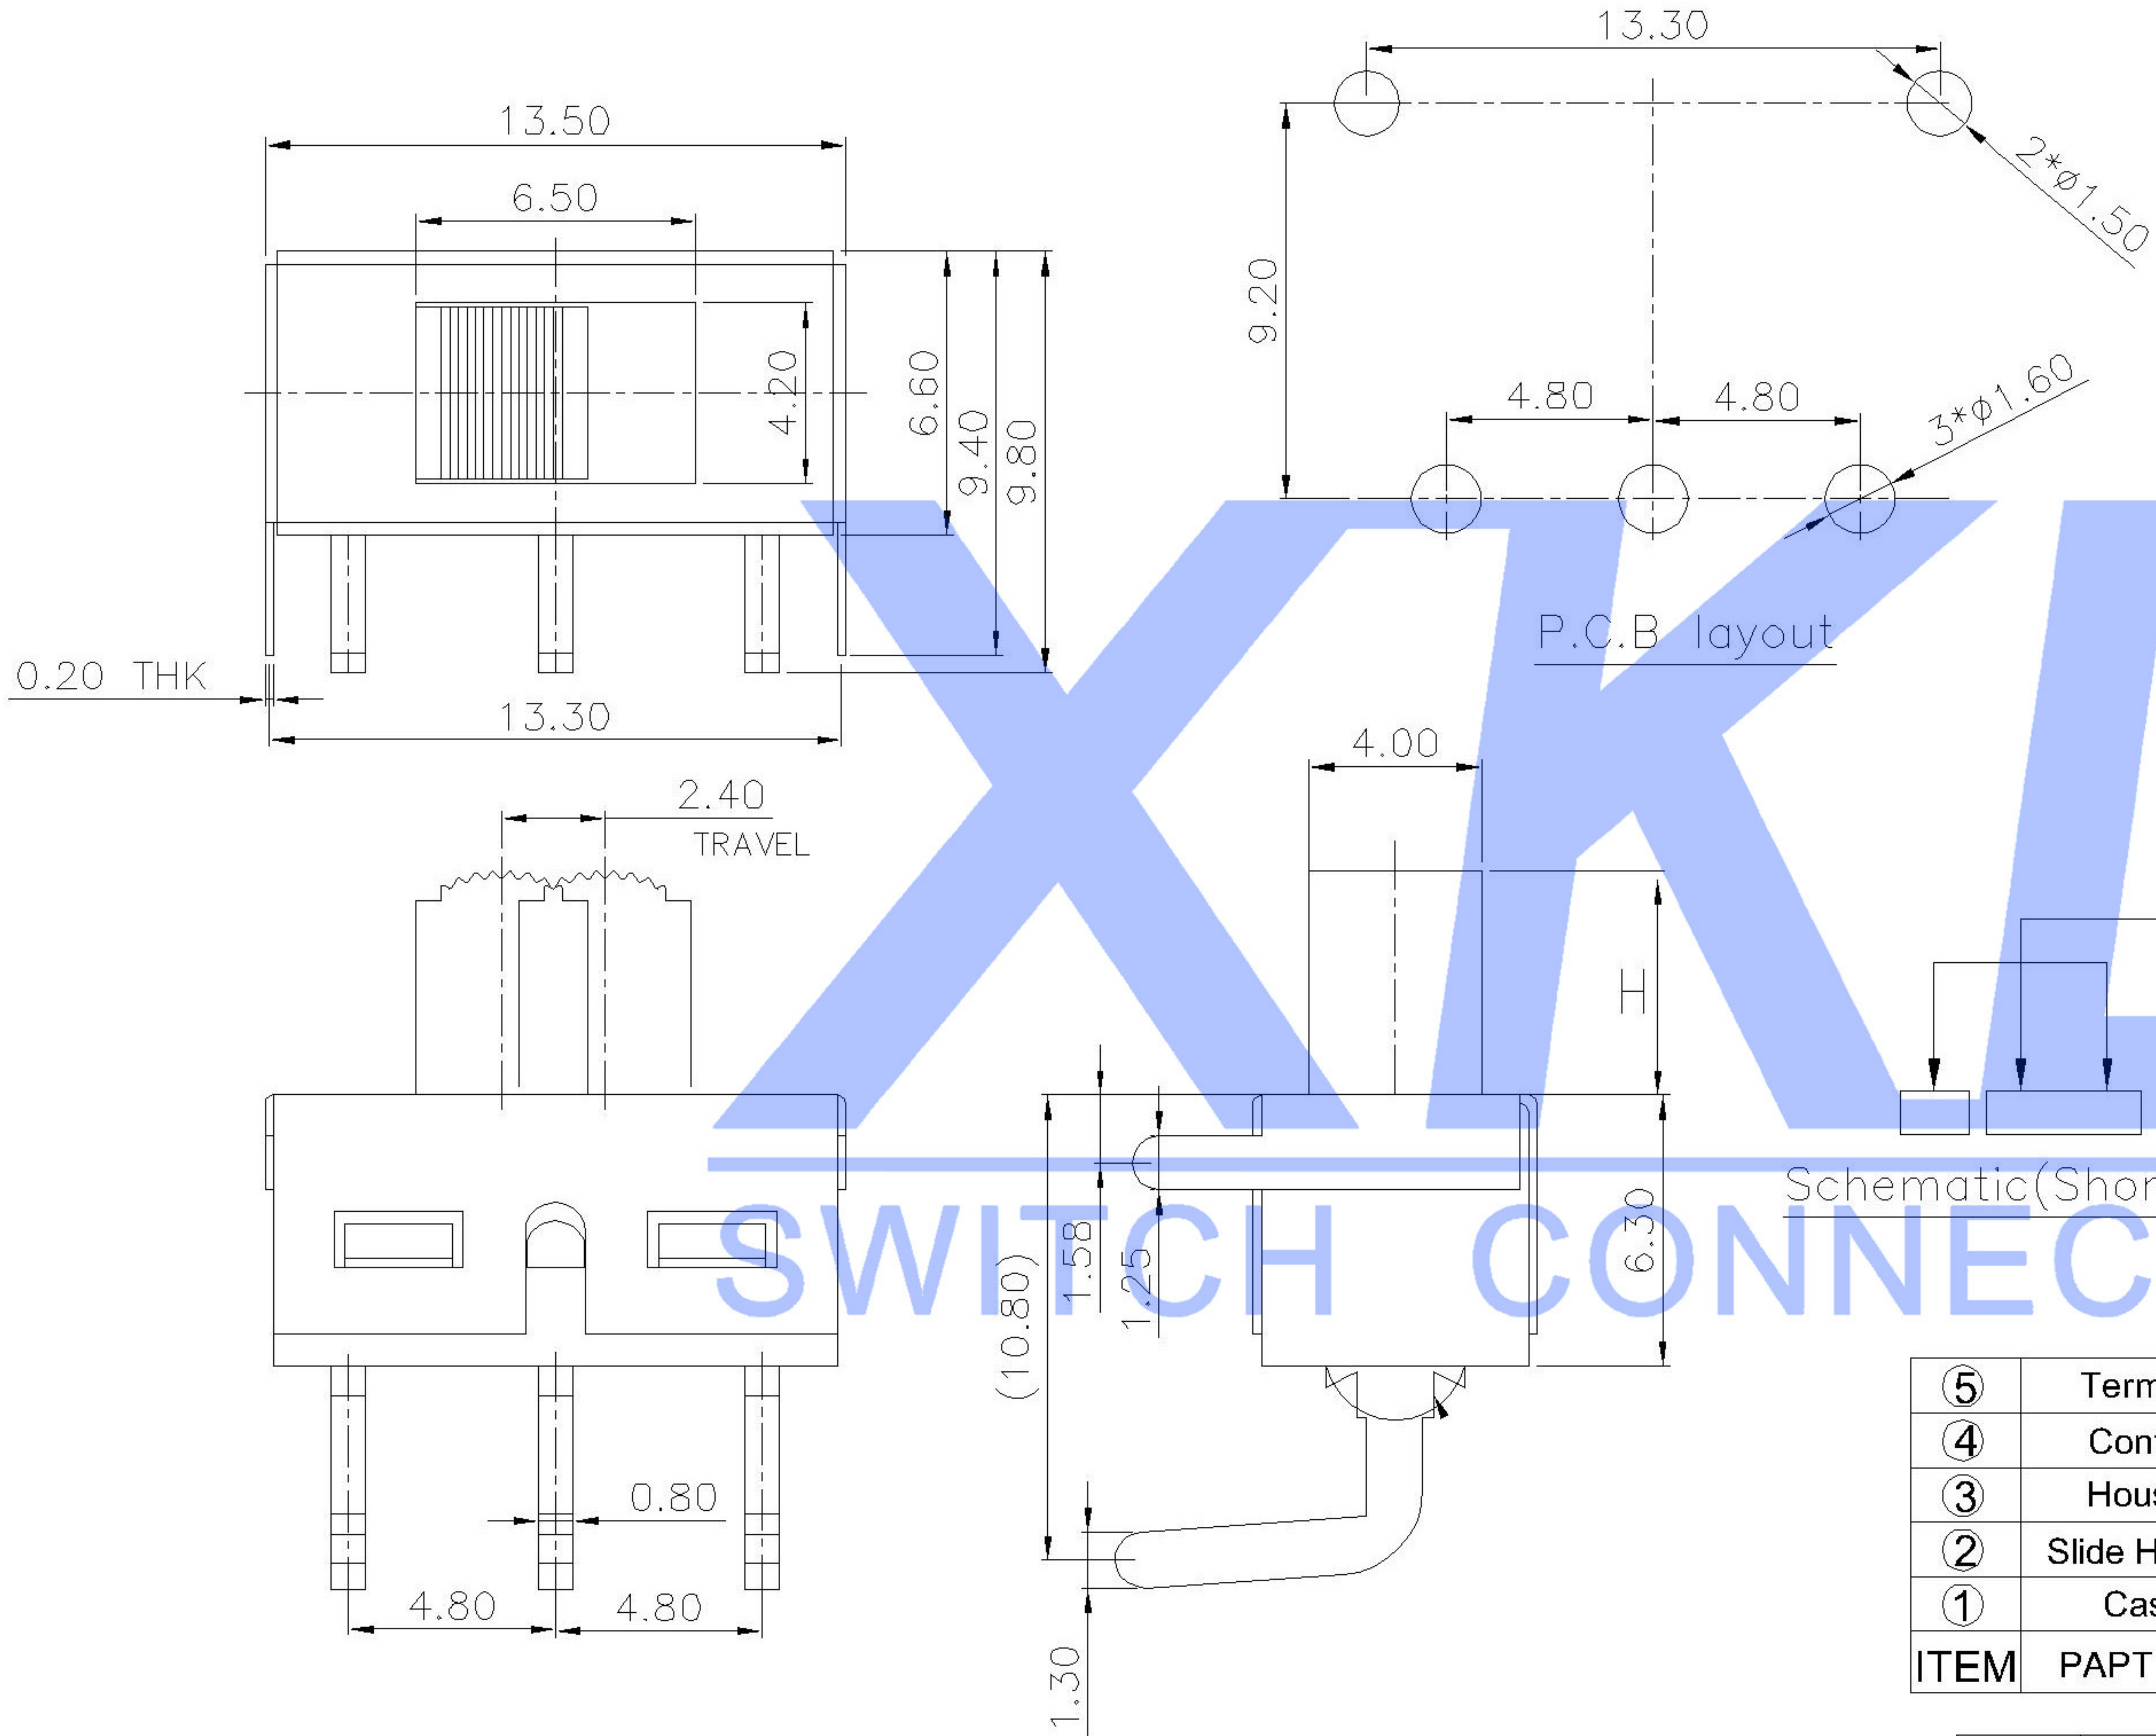 13.30
13.50
6.50
2*ø1.50
9.20
4.20
6.60
9.40
9.80
4.80
4.80
3*ø1.60
P.C.B layout
0.20 THK
13.30
4.00
2.40
TRAVEL
H
Schematic(Shor
(10.80)
1.58
1.25
6.30
SWITCH CONNEC
0.80
4.80
4.80
1.30
⑤ Term
④ Con
③ Hous
② Slide H
① Cas
ITEM PAPT